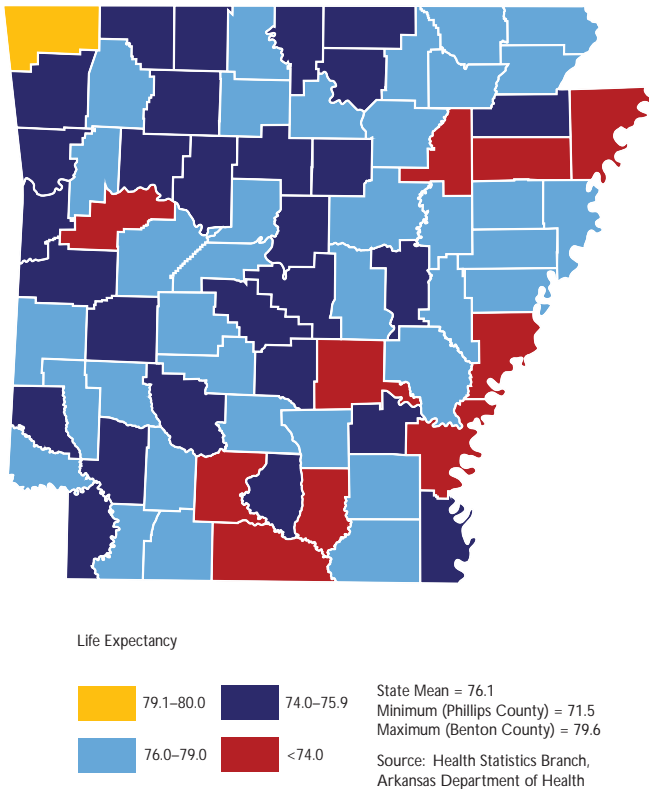 Life Expectancy
79.1–80.0
74.0–75.9
76.0–79.0
<74.0
State Mean = 76.1
Minimum (Phillips County) = 71.5
Maximum (Benton County) = 79.6
Source: Health Statistics Branch,
Arkansas Department of Health